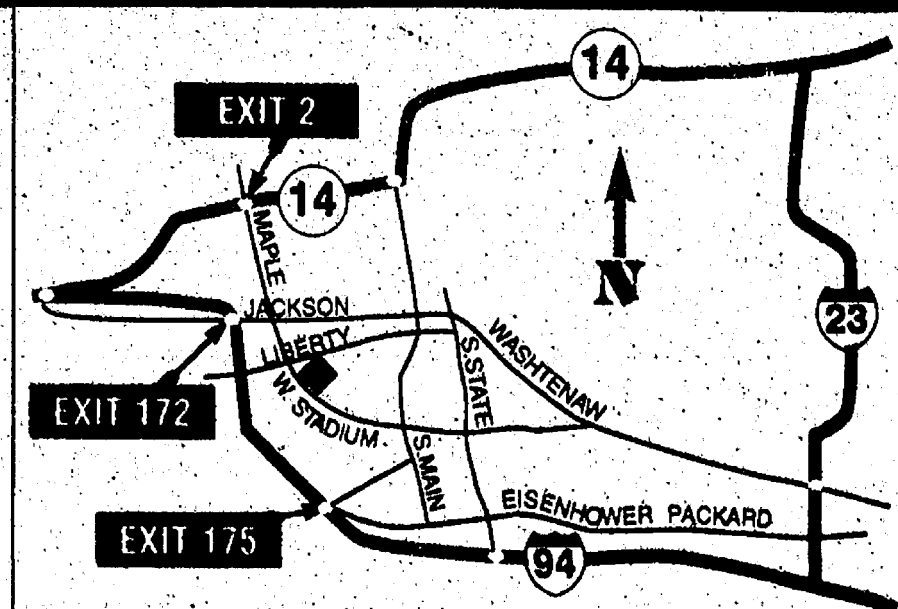 14
EXIT 2
14
MAPLE
N
JACKSON
23
LIBERTY
WASHTENAW
S.STATE
EXIT 172
W. STADIUM
S.MAIN
EISENHOWER PACKARD
EXIT 175
94